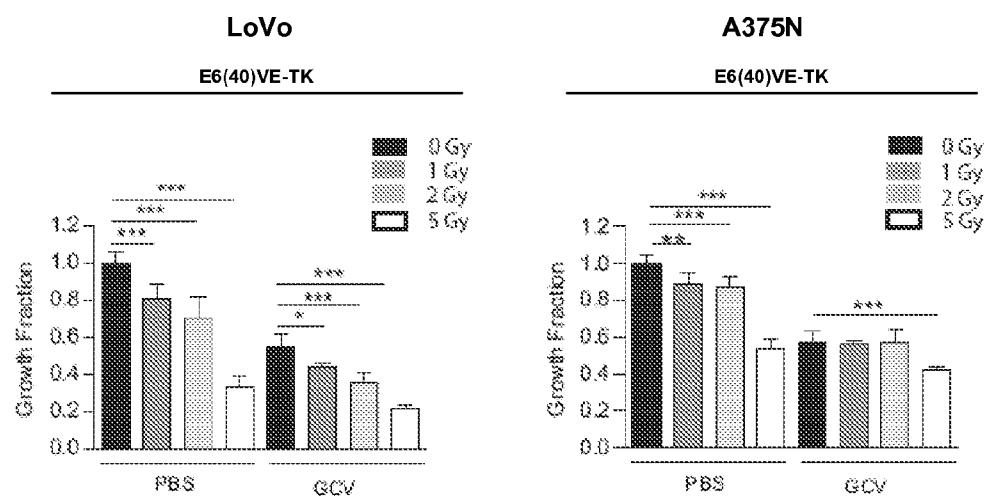 LoVo
E6(40)VE-TK
0 Gy
1 Gy
2 Gy
5 Gy
***
***
***
***
***
*
Growth Fraction
1.2
1.0
0.8
0.6
0.4
0.2
0.0
PBS
GCV
A375N
E6(40)VE-TK
0 Gy
1 Gy
2 Gy
5 Gy
***
***
**
***
Growth Fraction
1.2
1.0
0.8
0.6
0.4
0.2
0.0
PBS
GCV